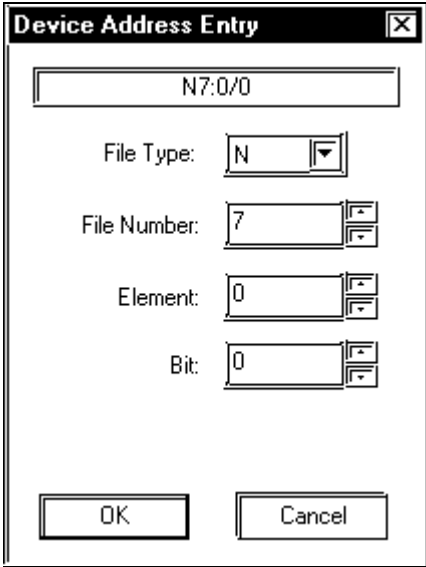 Device Address Entry
N7:0/0
File Type: N
File Number: 7
Element: 0
Bit: 0
OK Cancel